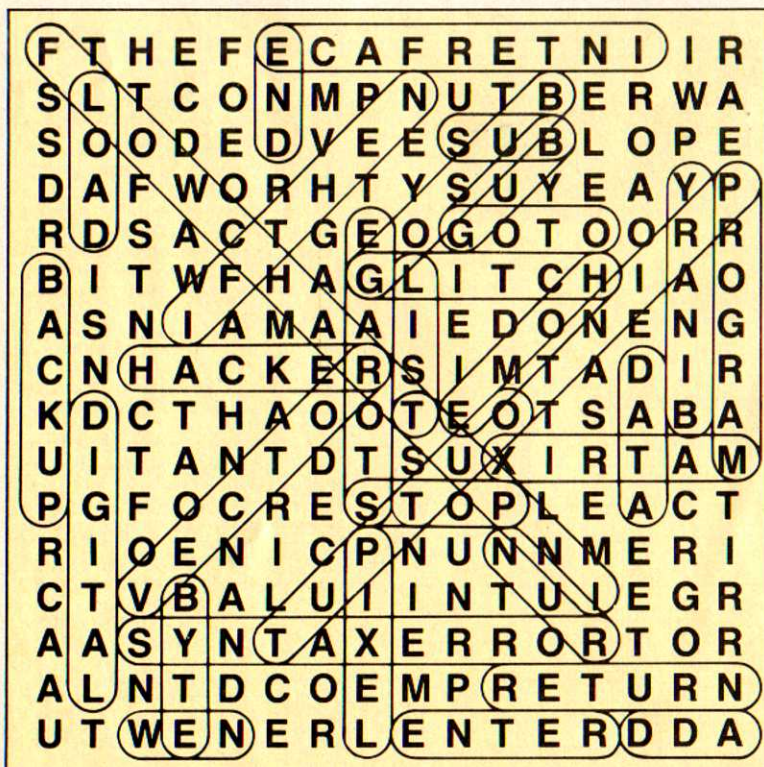 F T H E F E C A F R E T N I I R
S L T C O N M P N U T B E R W A
S O O D E D V E E S U B L O P E
D A F W O R H T Y S U Y E A Y P
R D S A C T G E O G O T O O R R
B I T W F H A G L I T C H I A O
A S N I A M A A I E D O N E N G
C N H A C K E R S I M T A D I R
K D C T H A O O T E O T S A B A
U I T A N T D T S U X I R T A M
P G F O C R E S T O P L E A C T
R I O E N I C P N U N N M E R I
C T V B A L U I I N T U I E G R
A A S Y N T A X E R R O R T O R
A L N T D C O E M P R E T U R N
U T W E N E R L E N T E R D D A